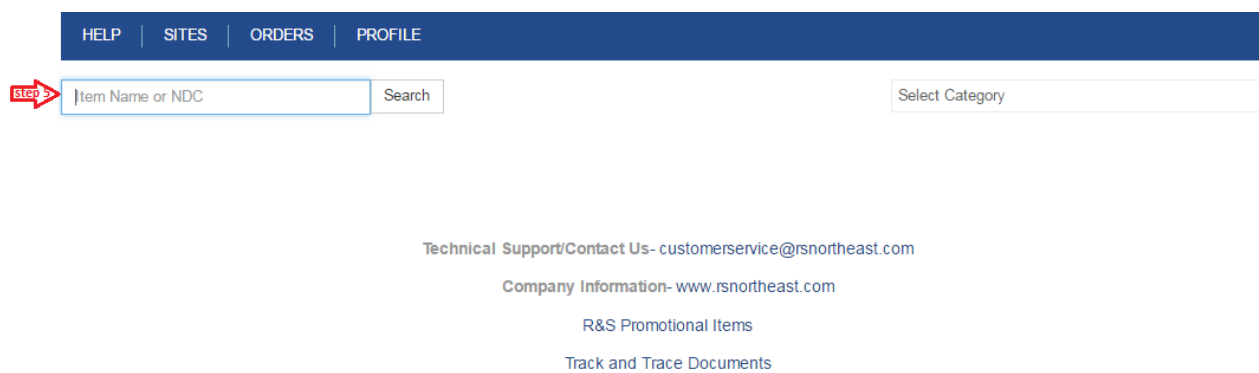 HELP SITES ORDERS PROFILE
step 5 Item Name or NDC Search Select Category
Technical Support/Contact Us- customerservice@rsnortheast.com
Company Information- www.rsnortheast.com
R&S Promotional Items
Track and Trace Documents